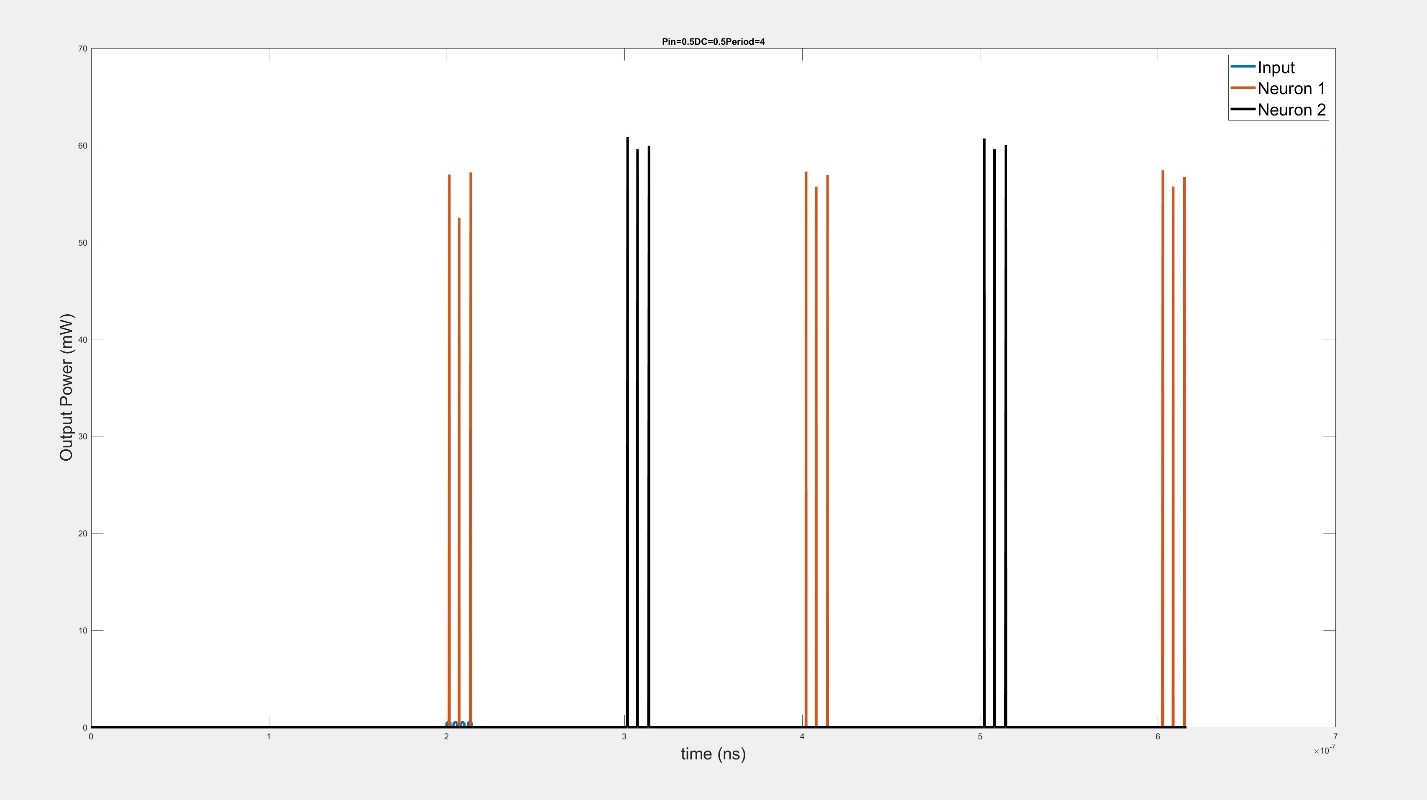 Pin=0.5DC=0.5Period=4
Input
Neuron 1
Neuron 2
Output Power (mW)
70
60
50
40
30
20
10
0
0 1 2 3 4 5 6 7
×10⁻⁷
time (ns)